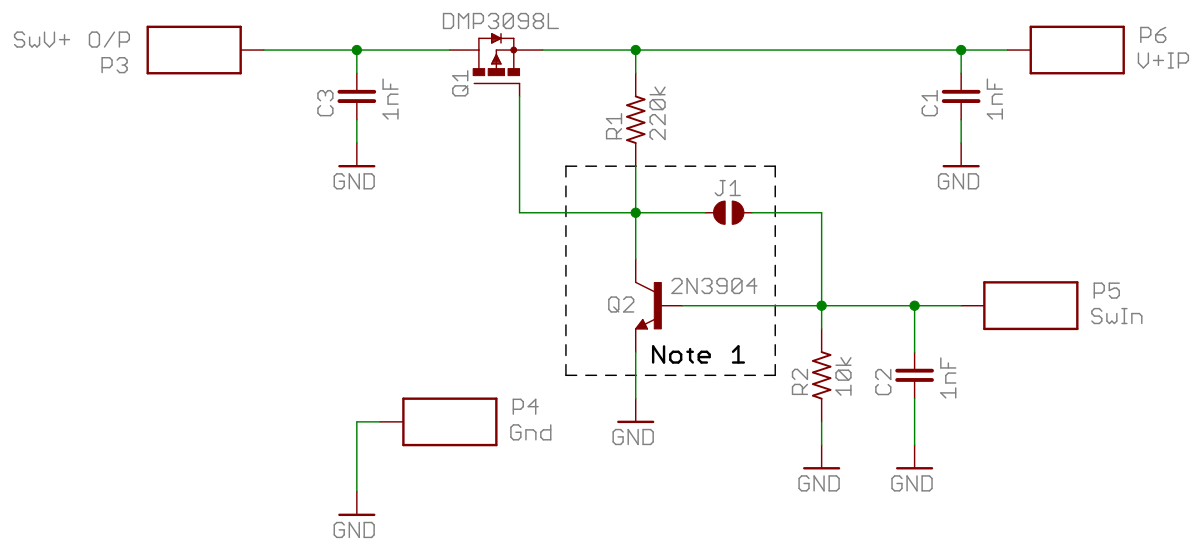 DMP3098L
SwV+ O/P
P3
P6
V+IP
Q1
C3
1nF
R1
220k
C1
1nF
GND
GND
J1
2N3904
Q2
P5
SwIn
Note 1
R2
10k
C2
1nF
P4
Gnd
GND
GND
GND
GND